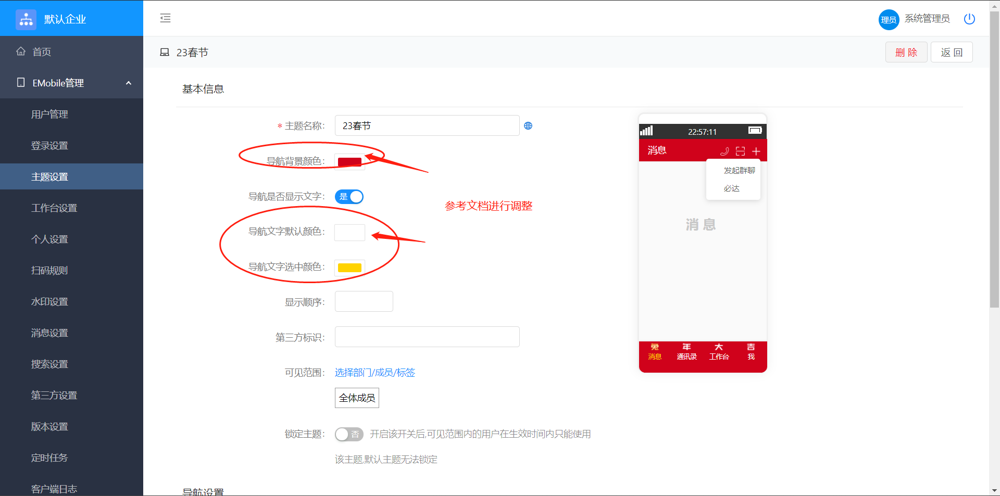 默认企业
理员 系统管理员
首页
23春节
删 除 返 回
EMobile管理
基本信息
用户管理
登录设置
主题设置
工作台设置
个人设置
扫码规则
水印设置
消息设置
搜索设置
第三方设置
版本设置
定时任务
客户端日志
* 主题名称: 23春节
导航背景颜色:
导航是否显示文字: 是
参考文档进行调整
导航文字默认颜色:
导航文字选中颜色:
显示顺序:
第三方标识:
可见范围: 选择部门/成员/标签
全体成员
锁定主题: 否 开启该开关后,可见范围内的用户在生效时间内只能使用
该主题,默认主题无法锁定
导航设置
22:57:11
消息
发起群聊
必达
消 息
兔 年 大 吉
消息 通讯录 工作台 我